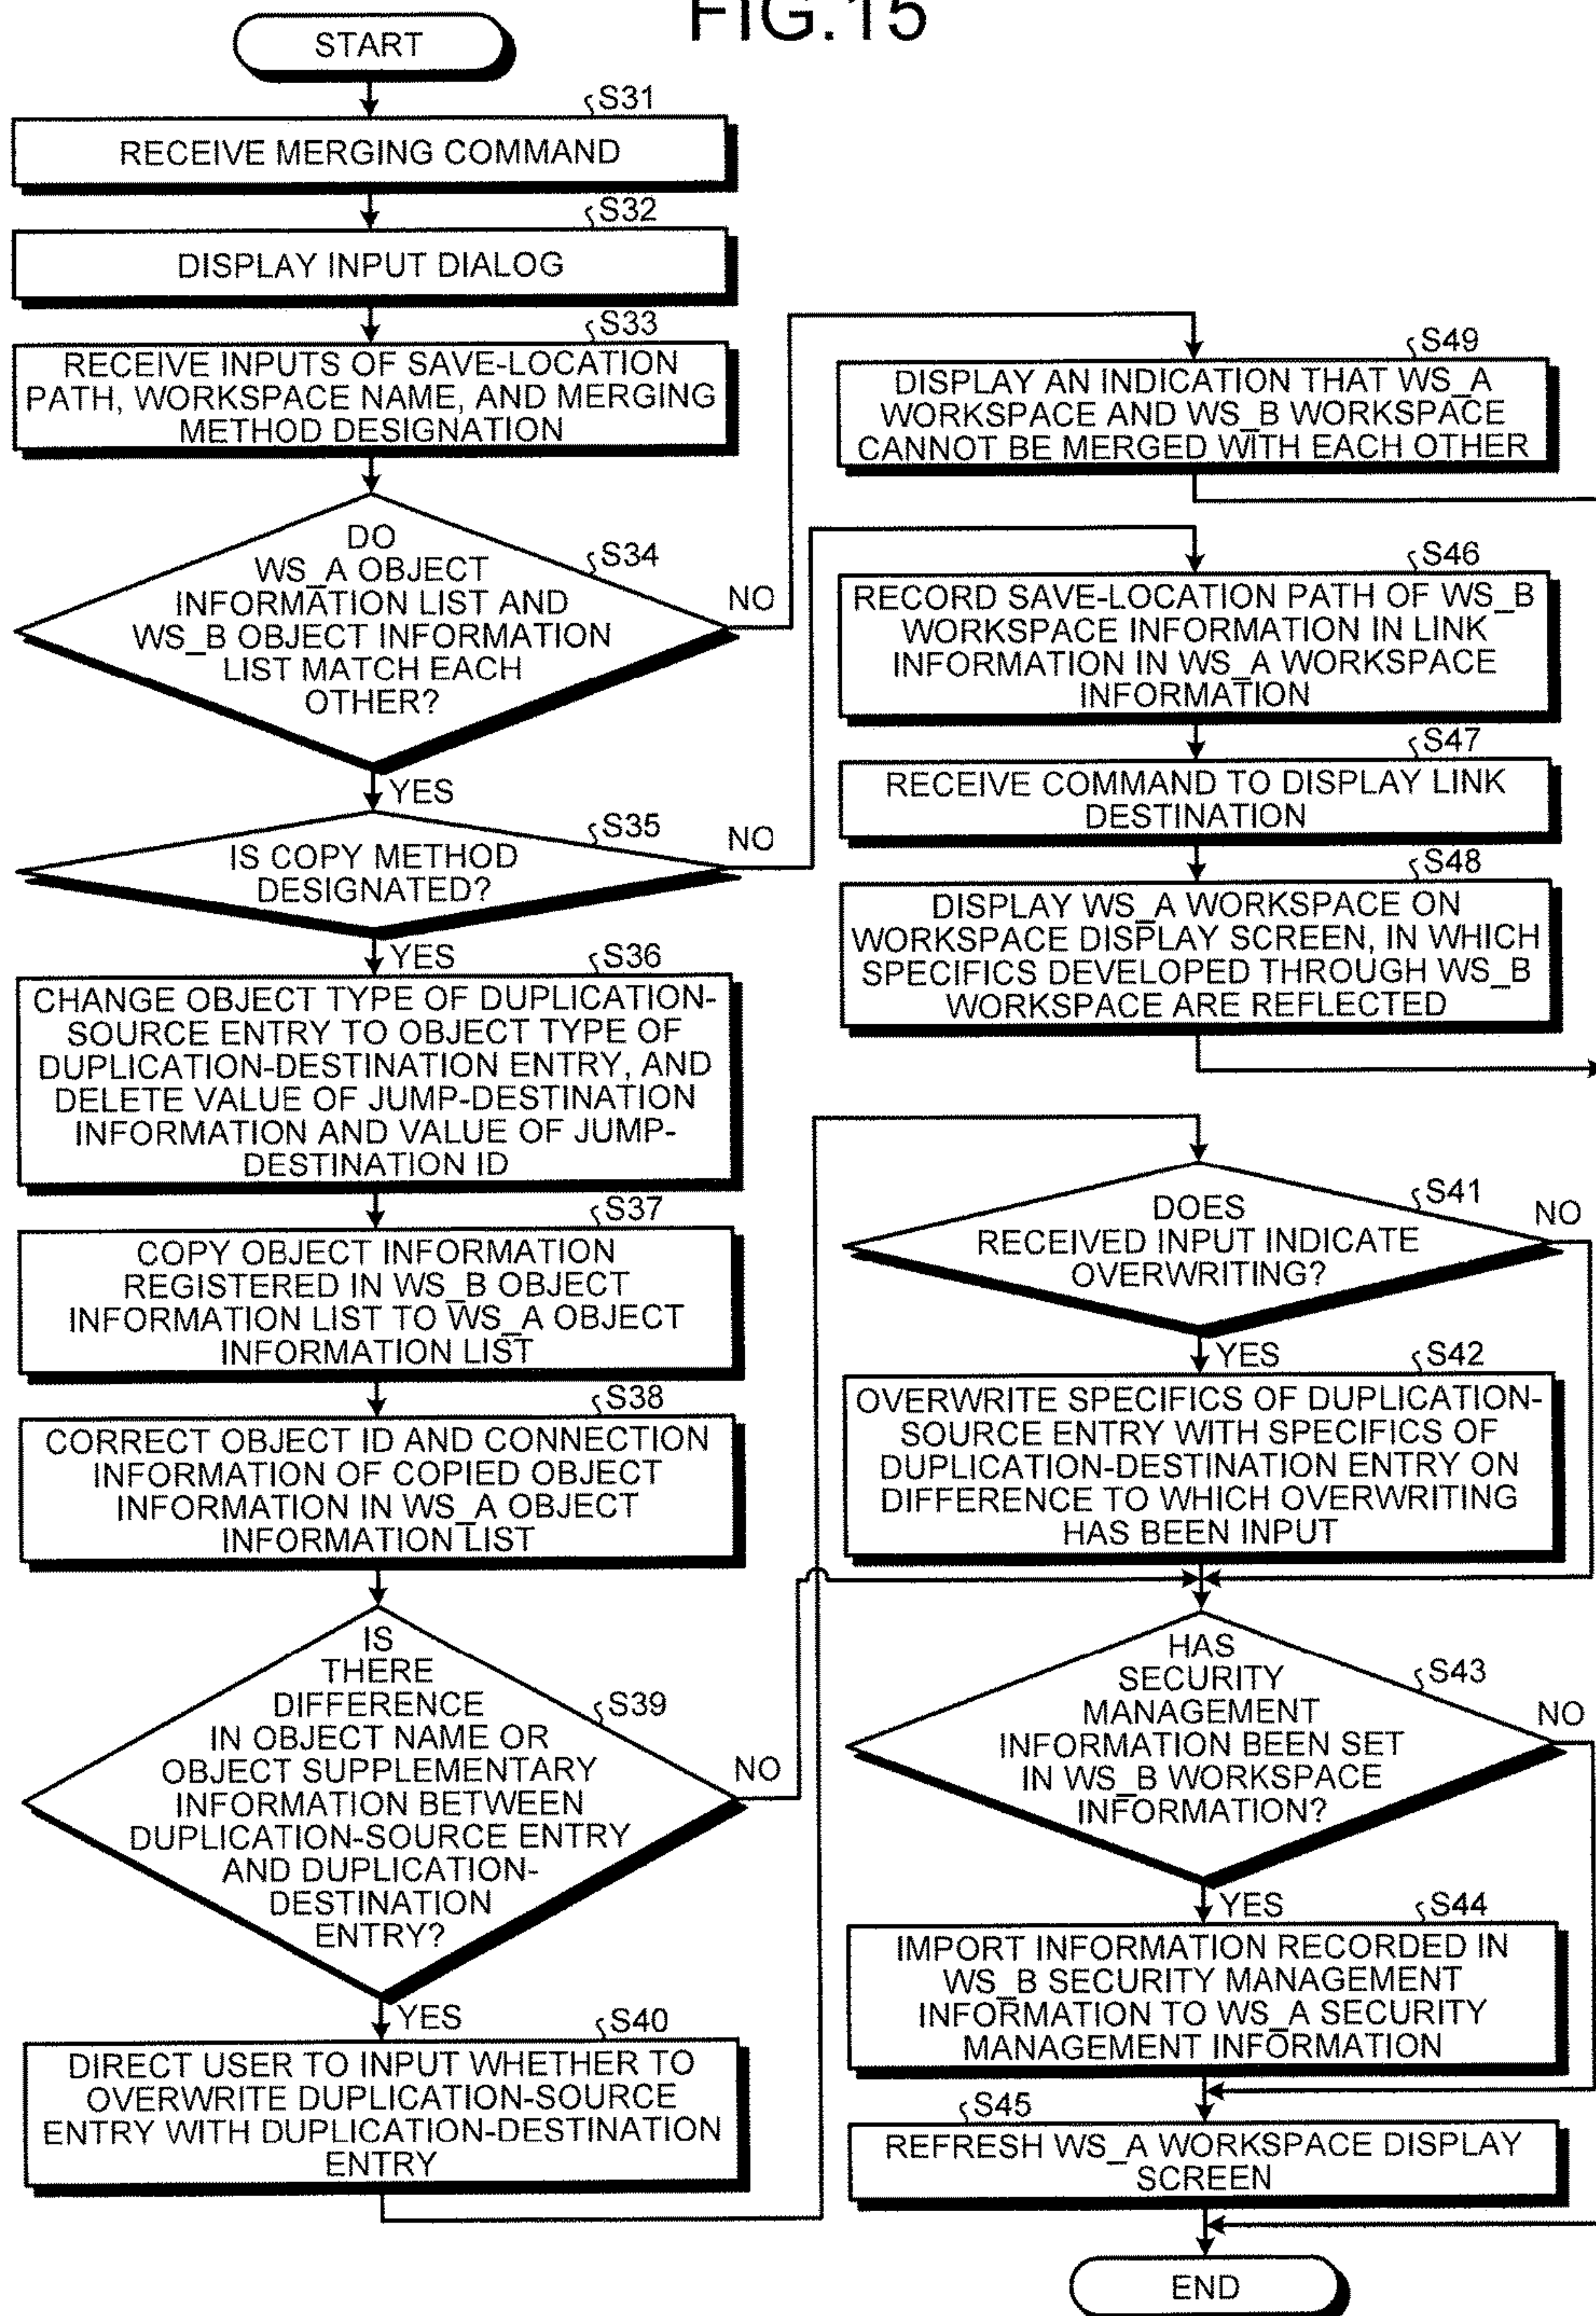 FIG.15
START
S31
RECEIVE MERGING COMMAND
S32
DISPLAY INPUT DIALOG
S33
RECEIVE INPUTS OF SAVE-LOCATION
PATH, WORKSPACE NAME, AND MERGING
METHOD DESIGNATION
S34
DO
WS_A OBJECT
INFORMATION LIST AND
WS_B OBJECT INFORMATION
LIST MATCH EACH
OTHER?
NO
YES
S35
IS COPY METHOD
DESIGNATED?
NO
YES
S36
CHANGE OBJECT TYPE OF DUPLICATION-
SOURCE ENTRY TO OBJECT TYPE OF
DUPLICATION-DESTINATION ENTRY, AND
DELETE VALUE OF JUMP-DESTINATION
INFORMATION AND VALUE OF JUMP-
DESTINATION ID
S37
COPY OBJECT INFORMATION
REGISTERED IN WS_B OBJECT
INFORMATION LIST TO WS_A OBJECT
INFORMATION LIST
S38
CORRECT OBJECT ID AND CONNECTION
INFORMATION OF COPIED OBJECT
INFORMATION IN WS_A OBJECT
INFORMATION LIST
S39
IS
THERE
DIFFERENCE
IN OBJECT NAME OR
OBJECT SUPPLEMENTARY
INFORMATION BETWEEN
DUPLICATION-SOURCE ENTRY
AND DUPLICATION-
DESTINATION
ENTRY?
NO
YES
S40
DIRECT USER TO INPUT WHETHER TO
OVERWRITE DUPLICATION-SOURCE
ENTRY WITH DUPLICATION-DESTINATION
ENTRY
S49
DISPLAY AN INDICATION THAT WS_A
WORKSPACE AND WS_B WORKSPACE
CANNOT BE MERGED WITH EACH OTHER
S46
RECORD SAVE-LOCATION PATH OF WS_B
WORKSPACE INFORMATION IN LINK
INFORMATION IN WS_A WORKSPACE
INFORMATION
S47
RECEIVE COMMAND TO DISPLAY LINK
DESTINATION
S48
DISPLAY WS_A WORKSPACE ON
WORKSPACE DISPLAY SCREEN, IN WHICH
SPECIFICS DEVELOPED THROUGH WS_B
WORKSPACE ARE REFLECTED
S41
DOES
RECEIVED INPUT INDICATE
OVERWRITING?
NO
YES
S42
OVERWRITE SPECIFICS OF DUPLICATION-
SOURCE ENTRY WITH SPECIFICS OF
DUPLICATION-DESTINATION ENTRY ON
DIFFERENCE TO WHICH OVERWRITING
HAS BEEN INPUT
S43
HAS
SECURITY
MANAGEMENT
INFORMATION BEEN SET
IN WS_B WORKSPACE
INFORMATION?
NO
YES
S44
IMPORT INFORMATION RECORDED IN
WS_B SECURITY MANAGEMENT
INFORMATION TO WS_A SECURITY
MANAGEMENT INFORMATION
S45
REFRESH WS_A WORKSPACE DISPLAY
SCREEN
END